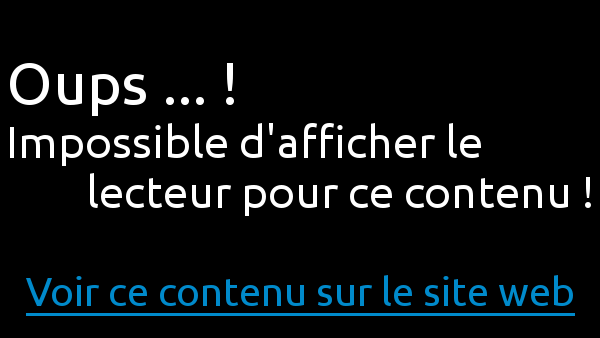 Oups ... !
Impossible d'afficher le
lecteur pour ce contenu !
Voir ce contenu sur le site web